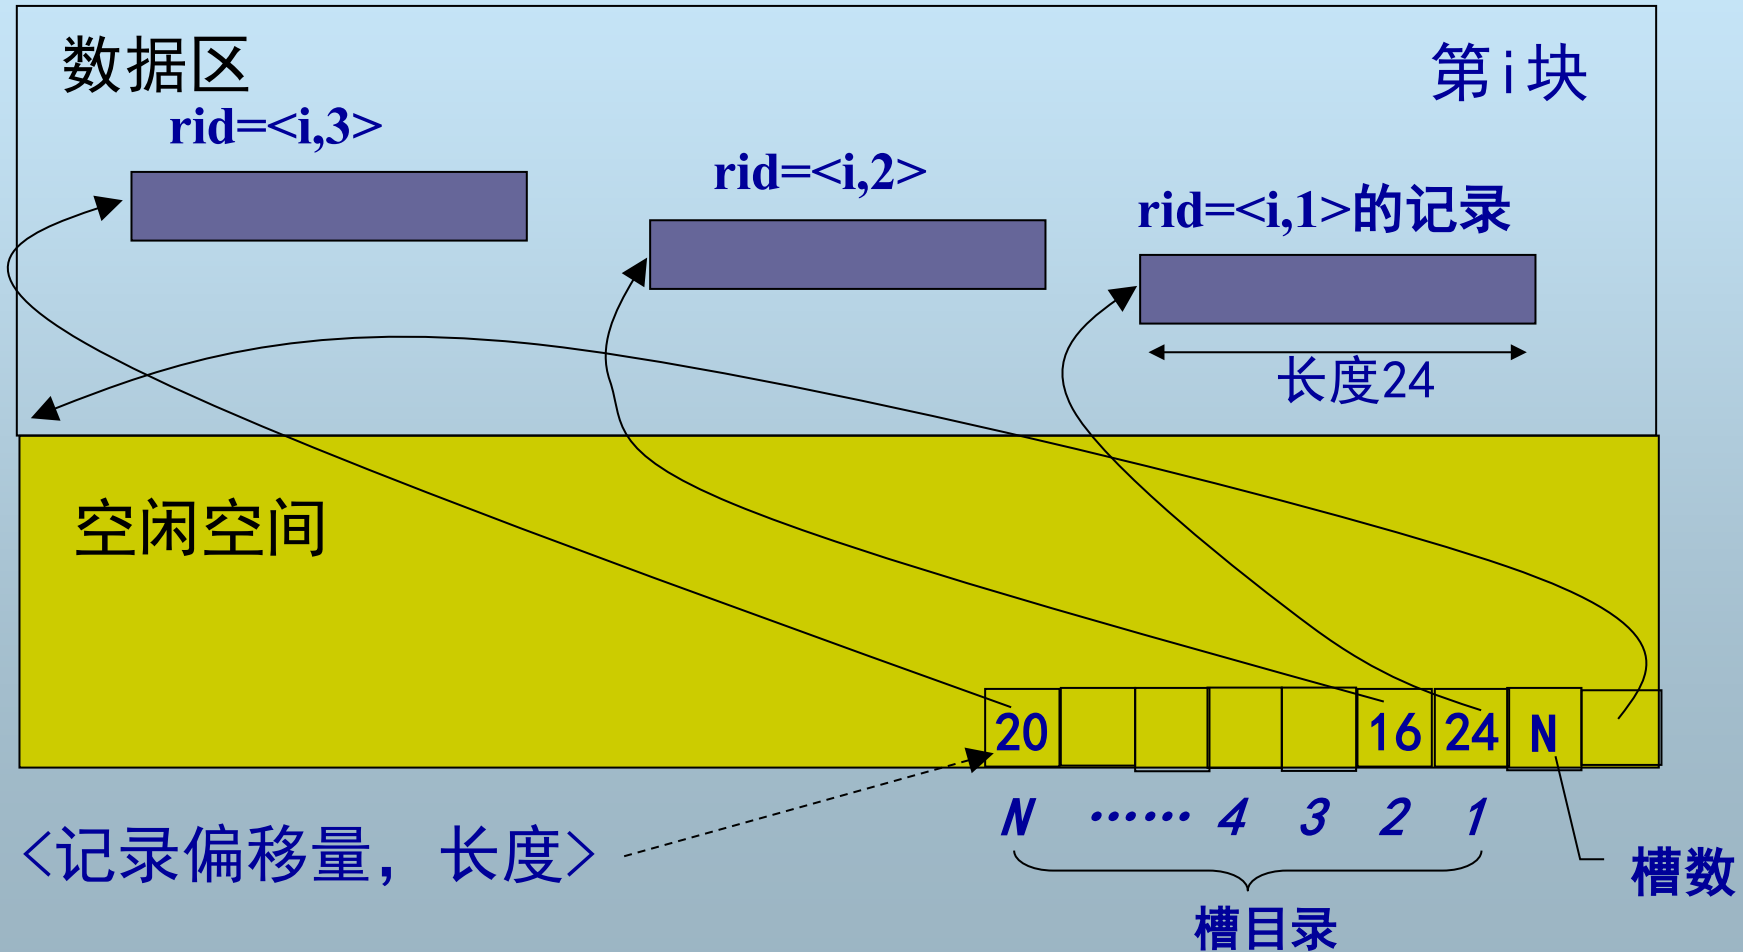 数据区
第i块
rid=<i,3>
rid=<i,2>
rid=<i,1>的记录
长度24
空闲空间
20 16 24 N
N …… 4 3 2 1
<记录偏移量，长度>
槽数
槽目录